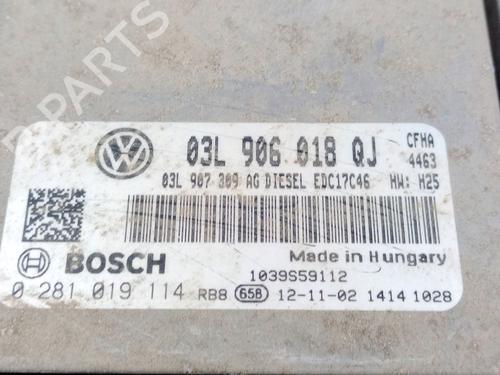 03L 906 018 QJ CFHA
4463
03L 907 309 AG DIESEL EDC17C46 HW: H25
BOSCH Made in Hungary
1039S59112
0 281 019 114 RB8 658 12-11-02 1414 1028
PARTS